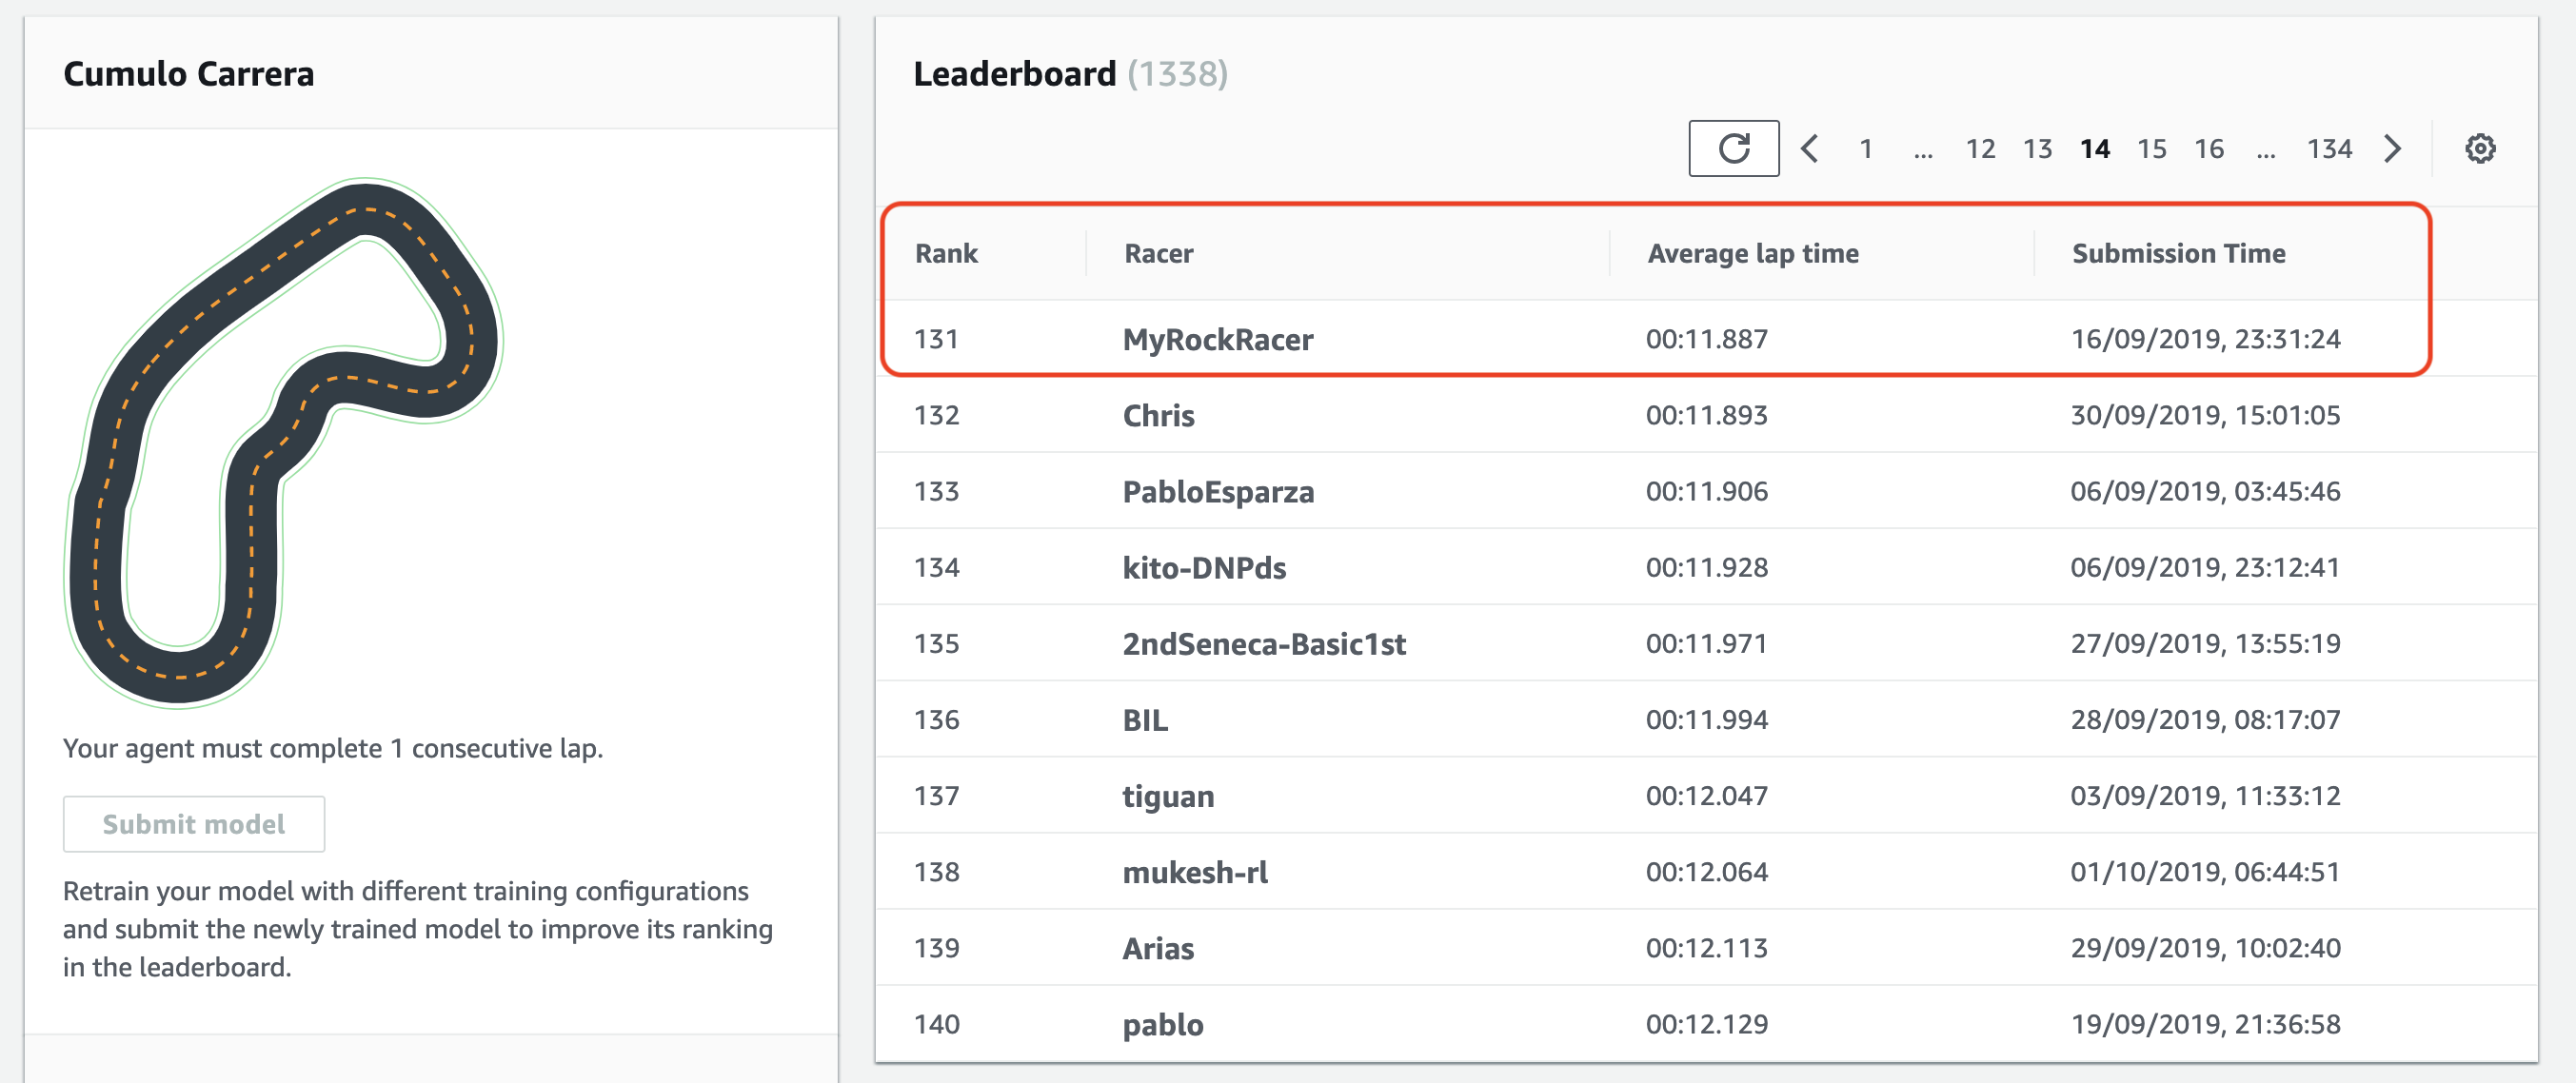 Cumulo Carrera
Your agent must complete 1 consecutive lap.
Submit model
Retrain your model with different training configurations
and submit the newly trained model to improve its ranking
in the leaderboard.
Leaderboard (1338)
1 ... 12 13 14 15 16 ... 134
Rank Racer Average lap time Submission Time
131 MyRockRacer 00:11.887 16/09/2019, 23:31:24
132 Chris 00:11.893 30/09/2019, 15:01:05
133 PabloEsparza 00:11.906 06/09/2019, 03:45:46
134 kito-DNPds 00:11.928 06/09/2019, 23:12:41
135 2ndSeneca-Basic1st 00:11.971 27/09/2019, 13:55:19
136 BIL 00:11.994 28/09/2019, 08:17:07
137 tiguan 00:12.047 03/09/2019, 11:33:12
138 mukesh-rl 00:12.064 01/10/2019, 06:44:51
139 Arias 00:12.113 29/09/2019, 10:02:40
140 pablo 00:12.129 19/09/2019, 21:36:58